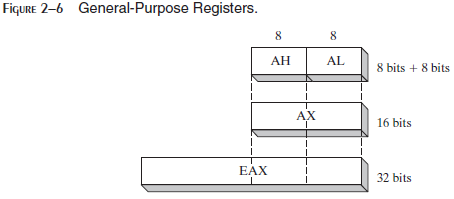 FIGURE 2–6 General-Purpose Registers.
8 8
AH AL 8 bits + 8 bits
AX 16 bits
EAX 32 bits